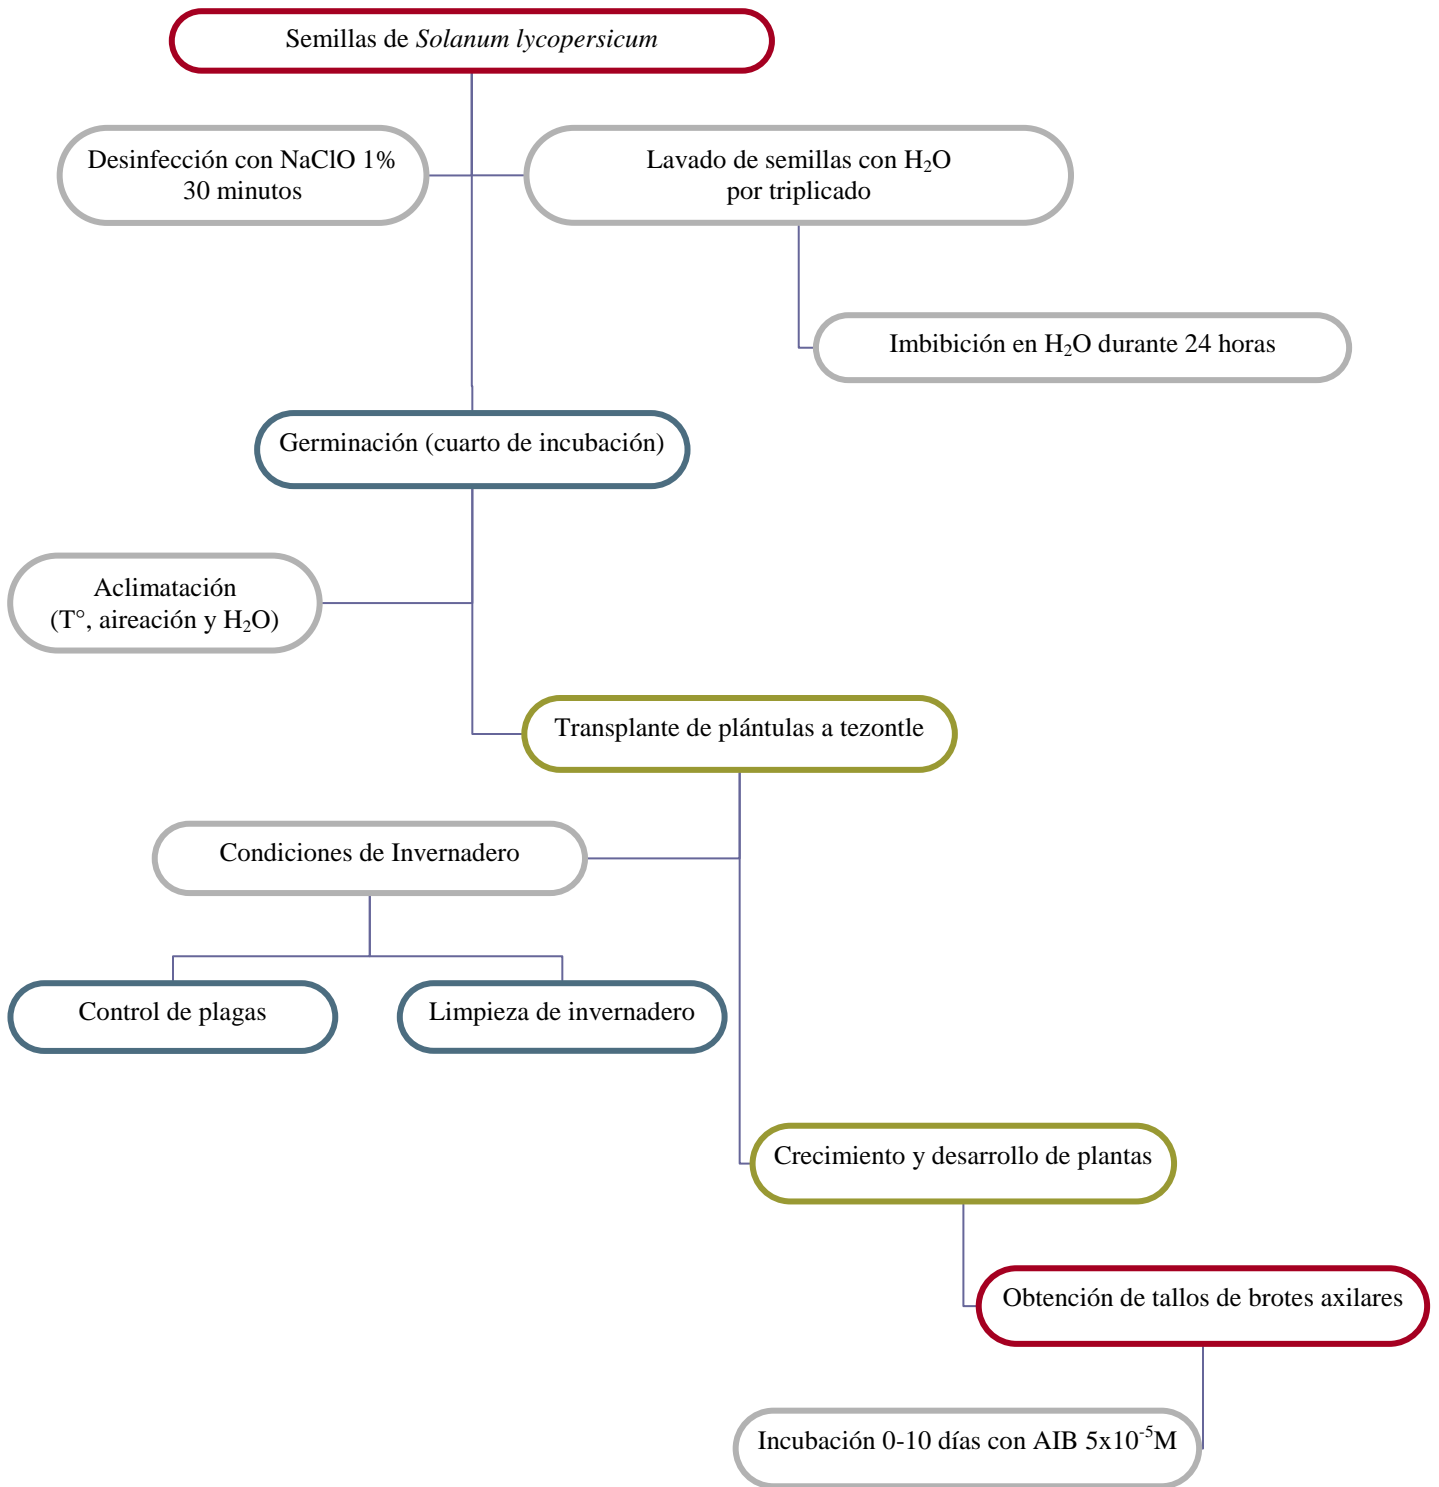 Semillas de Solanum lycopersicum
Desinfección con NaClO 1%
30 minutos
Lavado de semillas con H₂O
por triplicado
Imbibición en H₂O durante 24 horas
Germinación (cuarto de incubación)
Aclimatación
(T°, aireación y H₂O)
Transplante de plántulas a tezontle
Condiciones de Invernadero
Control de plagas
Limpieza de invernadero
Crecimiento y desarrollo de plantas
Obtención de tallos de brotes axilares
Incubación 0-10 días con AIB 5x10⁻⁵M